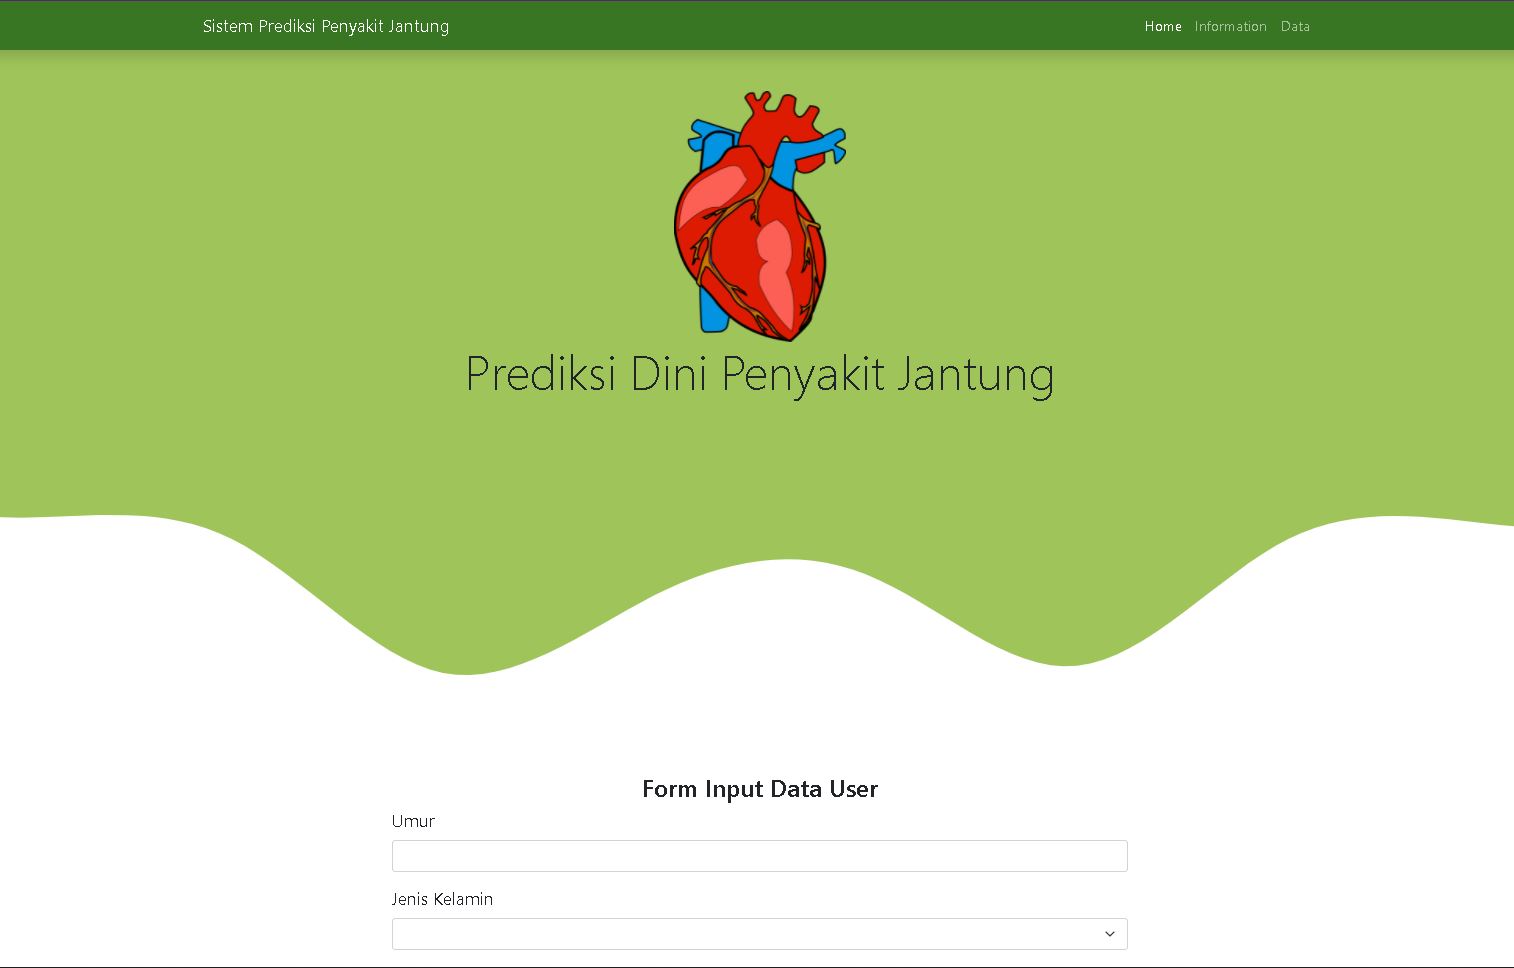 Sistem Prediksi Penyakit Jantung
Home Information Data
Prediksi Dini Penyakit Jantung
Form Input Data User
Umur
Jenis Kelamin